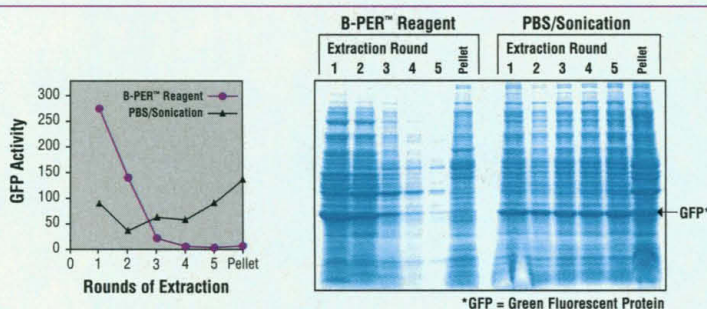 B-PER™ Reagent
PBS/Sonication
Extraction Round
Extraction Round
1 2 3 4 5 Pellet
1 2 3 4 5 Pellet
GFP*
*GFP = Green Fluorescent Protein
GFP Activity
300
250
200
150
100
50
0
B-PER™ Reagent
PBS/Sonication
0 1 2 3 4 5 Pellet
Rounds of Extraction